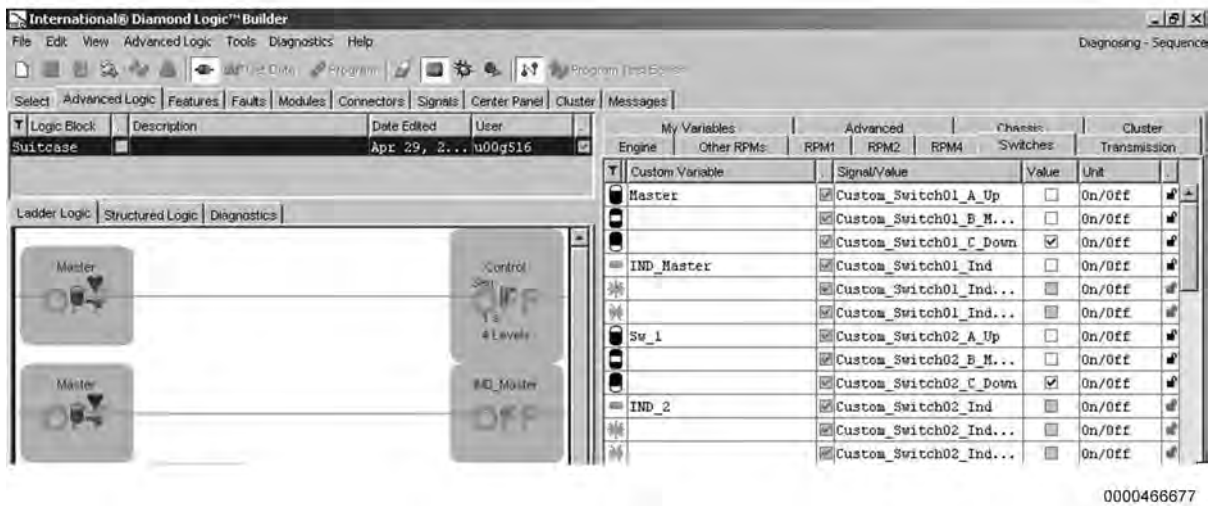 International® Diamond Logic™ Builder
File Edit View Advanced Logic Tools Diagnostics Help
Diagnosing - Sequence
Program
Select Advanced Logic Features Faults Modules Connectors Signals Center Panel Cluster Messages
Logic Block Description Date Edited User
Suitcase Apr 29, 2... u00g516
My Variables Advanced Chassis Cluster
Engine Other RPMs RPM1 RPM2 RPM4 Switches Transmission
Custom Variable Signal/Value Value Unit
Master Custom_Switch01_A_Up On/Off
Custom_Switch01_B_M... On/Off
Custom_Switch01_C_Down On/Off
IND_Master Custom_Switch01_Ind On/Off
Custom_Switch01_Ind... On/Off
Custom_Switch01_Ind... On/Off
Sw_1 Custom_Switch02_A_Up On/Off
Custom_Switch02_B_M... On/Off
Custom_Switch02_C_Down On/Off
IND_2 Custom_Switch02_Ind On/Off
Custom_Switch02_Ind... On/Off
Custom_Switch02_Ind... On/Off
Ladder Logic Structured Logic Diagnostics
Master Control
OFF
1 s
4 Levels
Master IND_Master
OFF
0000466677